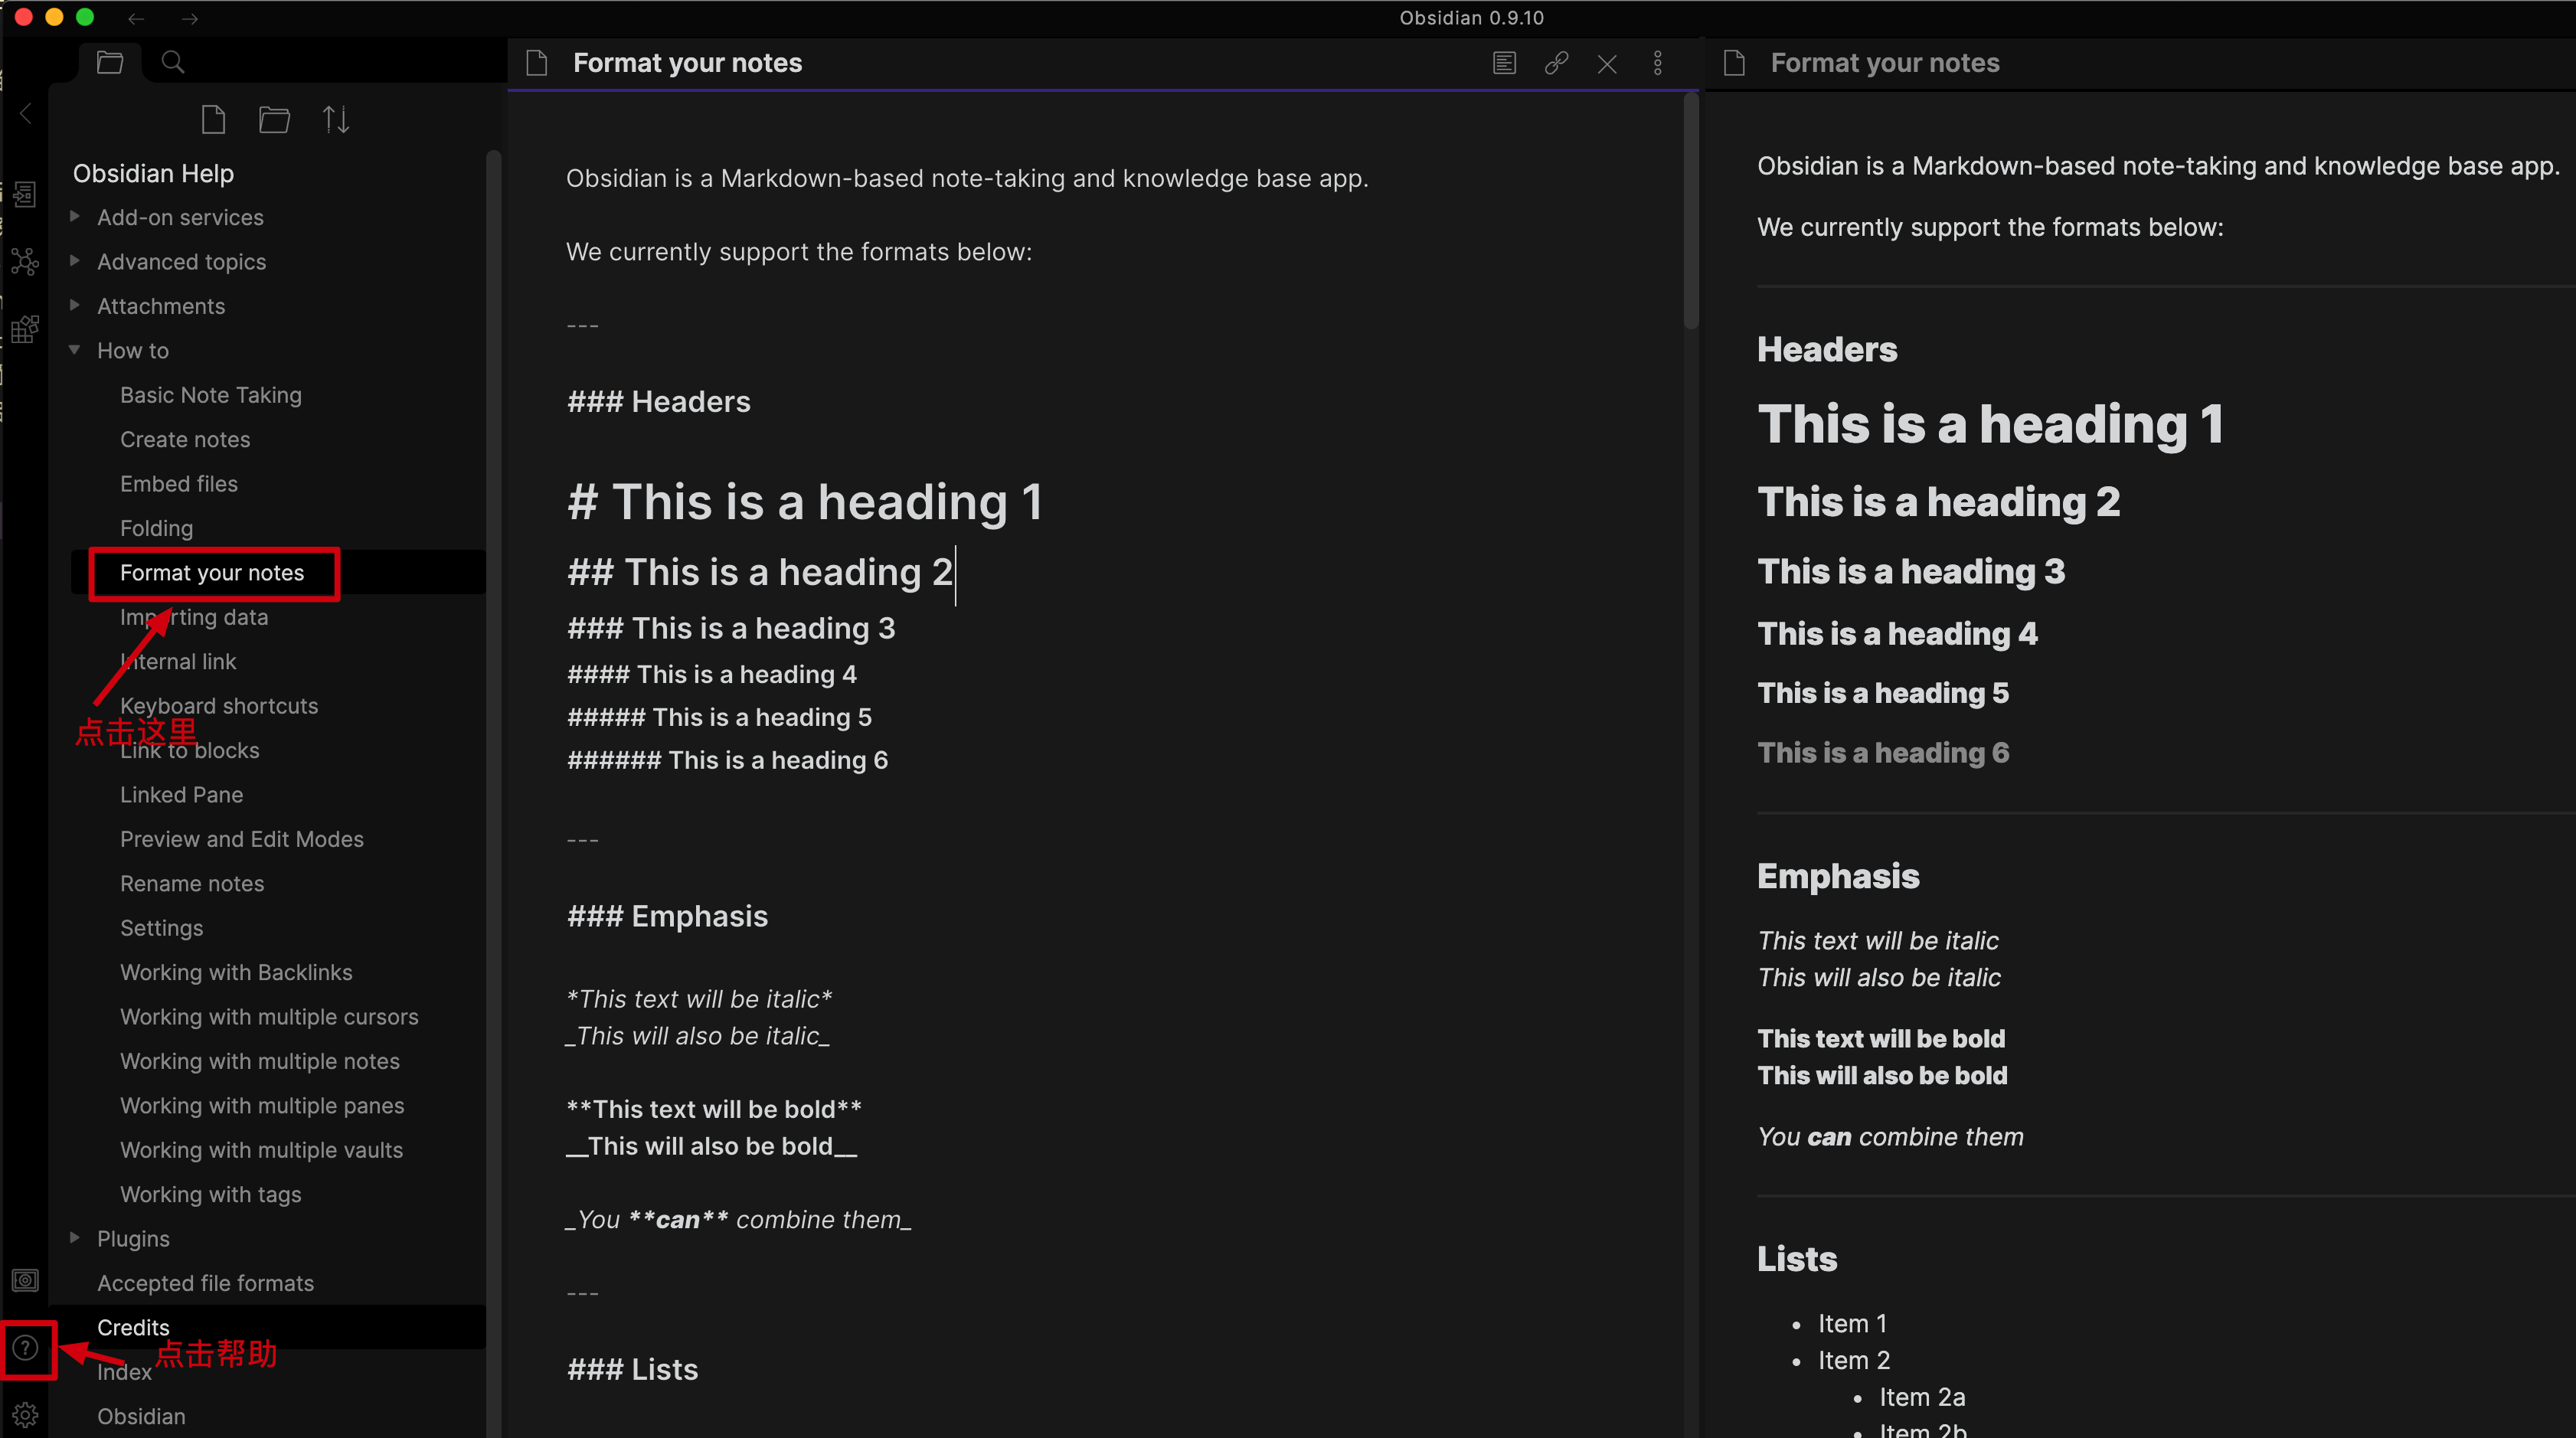 Obsidian 0.9.10
Obsidian Help
Add-on services
Advanced topics
Attachments
How to
Basic Note Taking
Create notes
Embed files
Folding
Format your notes
Importing data
Internal link
Keyboard shortcuts
点击这里
Link to blocks
Linked Pane
Preview and Edit Modes
Rename notes
Settings
Working with Backlinks
Working with multiple cursors
Working with multiple notes
Working with multiple panes
Working with multiple vaults
Working with tags
Plugins
Accepted file formats
Credits
点击帮助
Index
Obsidian
Format your notes
Obsidian is a Markdown-based note-taking and knowledge base app.
We currently support the formats below:
---
### Headers
# This is a heading 1
## This is a heading 2
### This is a heading 3
#### This is a heading 4
##### This is a heading 5
###### This is a heading 6
---
### Emphasis
*This text will be italic*
_This will also be italic_
**This text will be bold**
__This will also be bold__
_You **can** combine them_
---
### Lists
Format your notes
Obsidian is a Markdown-based note-taking and knowledge base app.
We currently support the formats below:
Headers
This is a heading 1
This is a heading 2
This is a heading 3
This is a heading 4
This is a heading 5
This is a heading 6
Emphasis
This text will be italic
This will also be italic
This text will be bold
This will also be bold
You can combine them
Lists
• Item 1
• Item 2
• Item 2a
• Item 2b